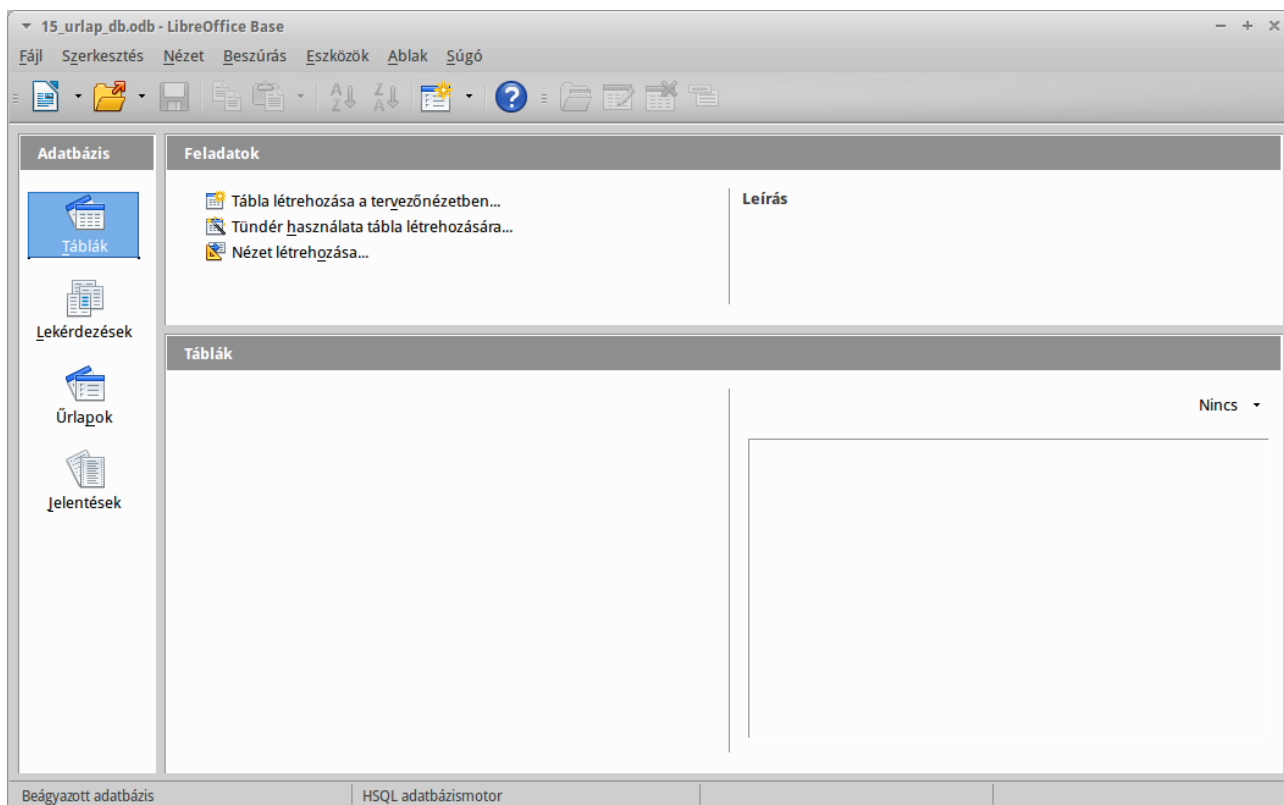 15_urlap_db.odb - LibreOffice Base
Fájl Szerkesztés Nézet Beszúrás Eszközök Ablak Súgó
Adatbázis
Táblák
Lekérdezések
Űrlapok
Jelentések
Feladatok
Tábla létrehozása a tervezőnézetben...
Tündér használata tábla létrehozására...
Nézet létrehozása...
Leírás
Táblák
Nincs
Beágyazott adatbázis
HSQL adatbázismotor